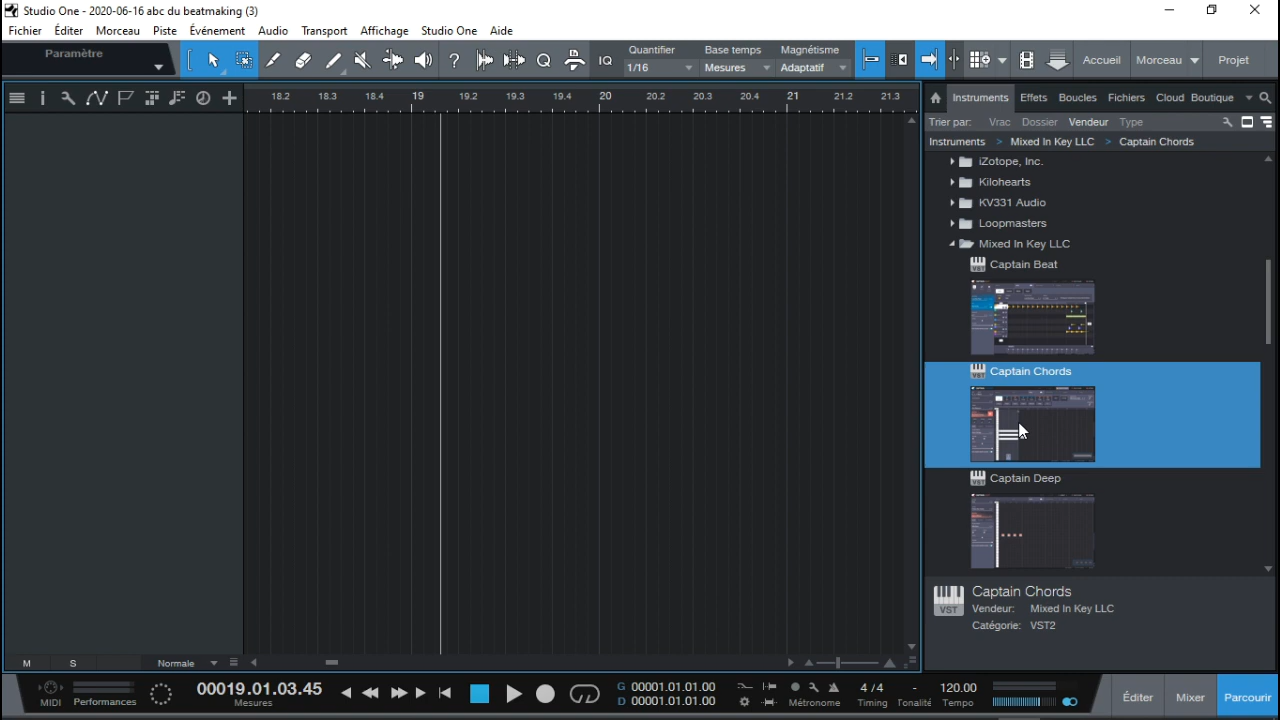 Studio One - 2020-06-16 abc du beatmaking (3)
Fichier Éditer Morceau Piste Événement Audio Transport Affichage Studio One Aide
Paramètre
IQ
Quantifier
1/16
Base temps
Mesures
Magnétisme
Adaptatif
Accueil Morceau Projet
18.2 18.3 18.4 19 19.2 19.3 19.4 20 20.2 20.3 20.4 21 21.2 21.3
Instruments Effets Boucles Fichiers Cloud Boutique
Trier par: Vrac Dossier Vendeur Type
Instruments > Mixed In Key LLC > Captain Chords
iZotope, Inc.
Kilohearts
KV331 Audio
Loopmasters
Mixed In Key LLC
VST Captain Beat
VST Captain Chords
VST Captain Deep
VST
Captain Chords
Vendeur: Mixed In Key LLC
Catégorie: VST2
M S Normale
MIDI Performances
00019.01.03.45
Mesures
G 00001.01.01.00
D 00001.01.01.00
Métronome
4 / 4
Timing
-
Tonalité
120.00
Tempo
Éditer Mixer Parcourir